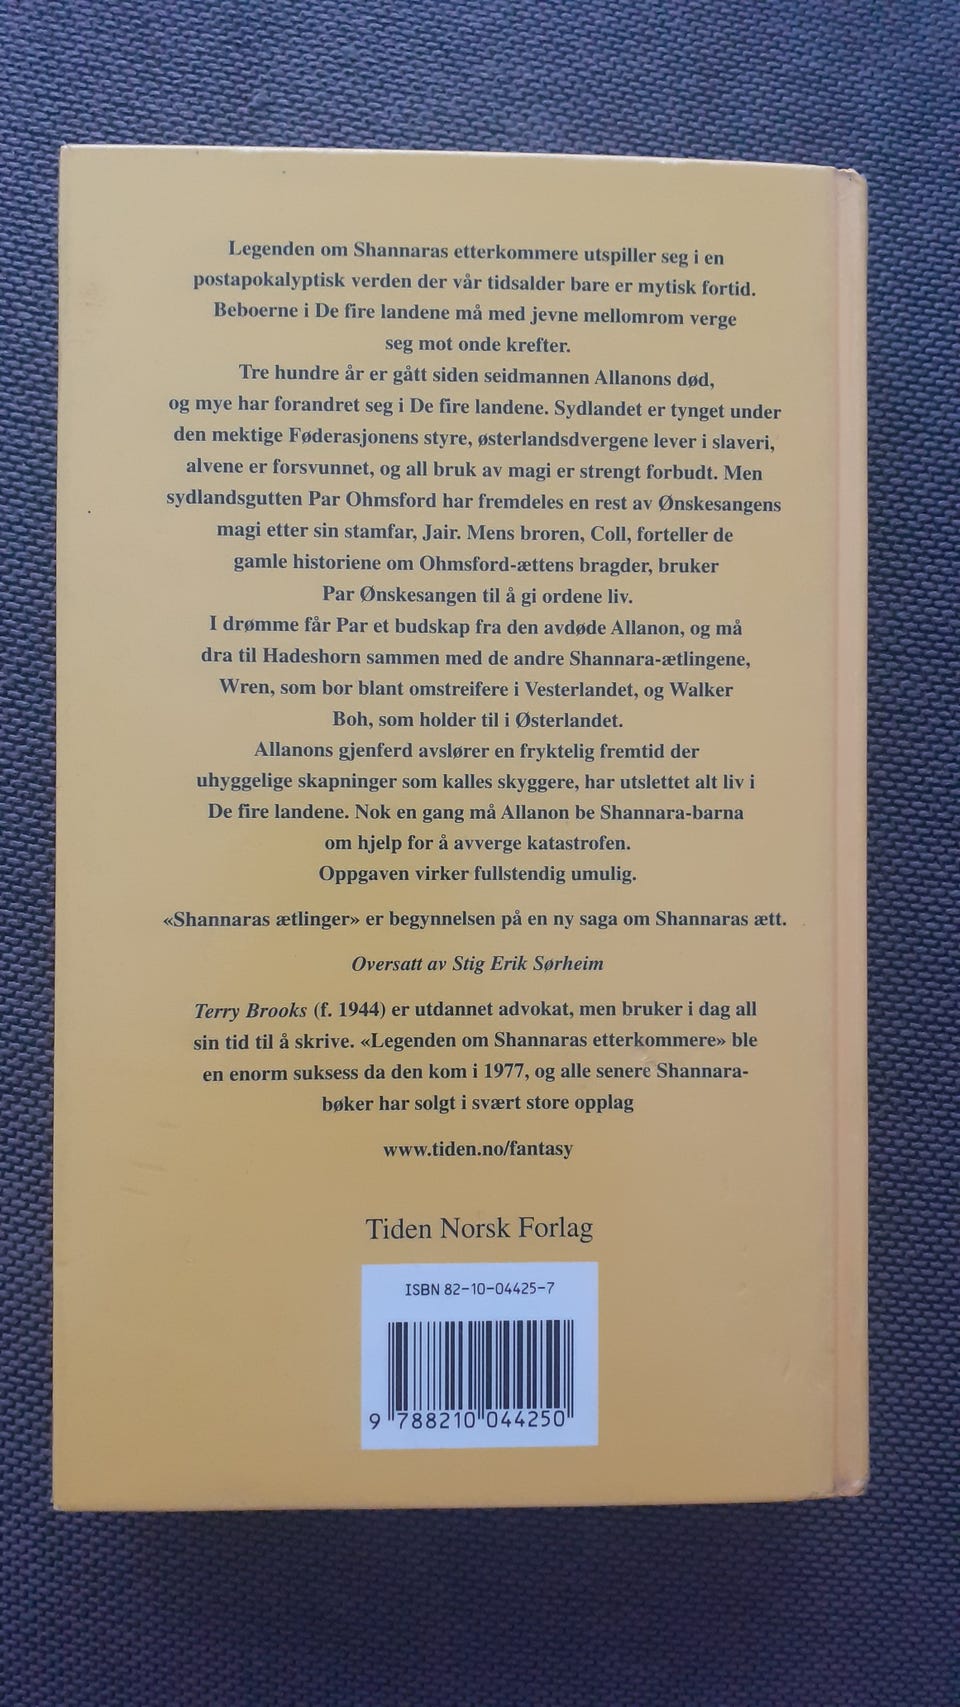 Legenden om Shannaras etterkommere utspiller seg i en
postapokalyptisk verden der vår tidsalder bare er mytisk fortid.
Beboerne i De fire landene må med jevne mellomrom verge
seg mot onde krefter.
Tre hundre år er gått siden seidmannen Allanons død,
og mye har forandret seg i De fire landene. Sydlandet er tynget under
den mektige Føderasjonens styre, østerlandsdvergene lever i slaveri,
alvene er forsvunnet, og all bruk av magi er strengt forbudt. Men
sydlandsgutten Par Ohmsford har fremdeles en rest av Ønskesangens
magi etter sin stamfar, Jair. Mens broren, Coll, forteller de
gamle historiene om Ohmsford-ættens bragder, bruker
Par Ønskesangen til å gi ordene liv.
I drømme får Par et budskap fra den avdøde Allanon, og må
dra til Hadeshorn sammen med de andre Shannara-ætlingene,
Wren, som bor blant omstreifere i Vesterlandet, og Walker
Boh, som holder til i Østerlandet.
Allanons gjenferd avslører en fryktelig fremtid der
uhyggelige skapninger som kalles skyggere, har utslettet alt liv i
De fire landene. Nok en gang må Allanon be Shannara-barna
om hjelp for å avverge katastrofen.
Oppgaven virker fullstendig umulig.
«Shannaras ætlinger» er begynnelsen på en ny saga om Shannaras ætt.
Oversatt av Stig Erik Sørheim
Terry Brooks (f. 1944) er utdannet advokat, men bruker i dag all
sin tid til å skrive. «Legenden om Shannaras etterkommere» ble
en enorm suksess da den kom i 1977, og alle senere Shannara-
bøker har solgt i svært store opplag
www.tiden.no/fantasy
Tiden Norsk Forlag
ISBN 82-10-04425-7
9 788210 044250